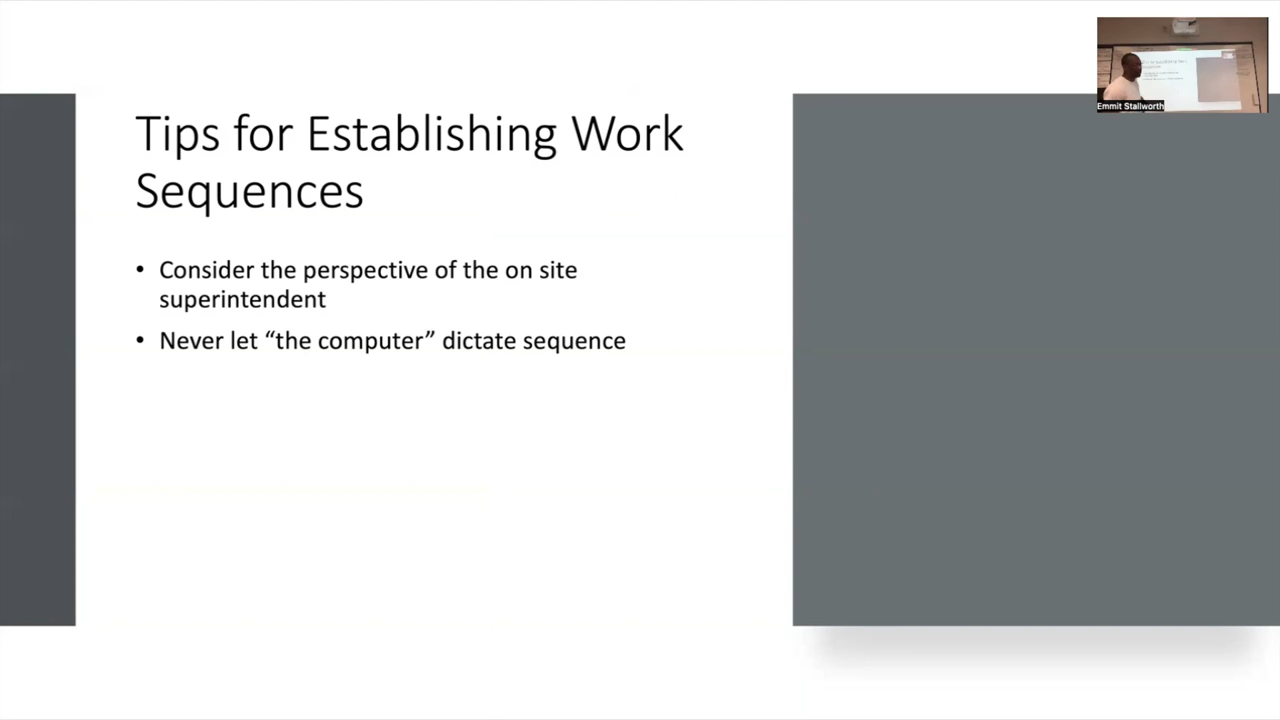 Tips for Establishing Work
Sequences
• Consider the perspective of the on site
superintendent
• Never let “the computer” dictate sequence
Emmit Stallworth